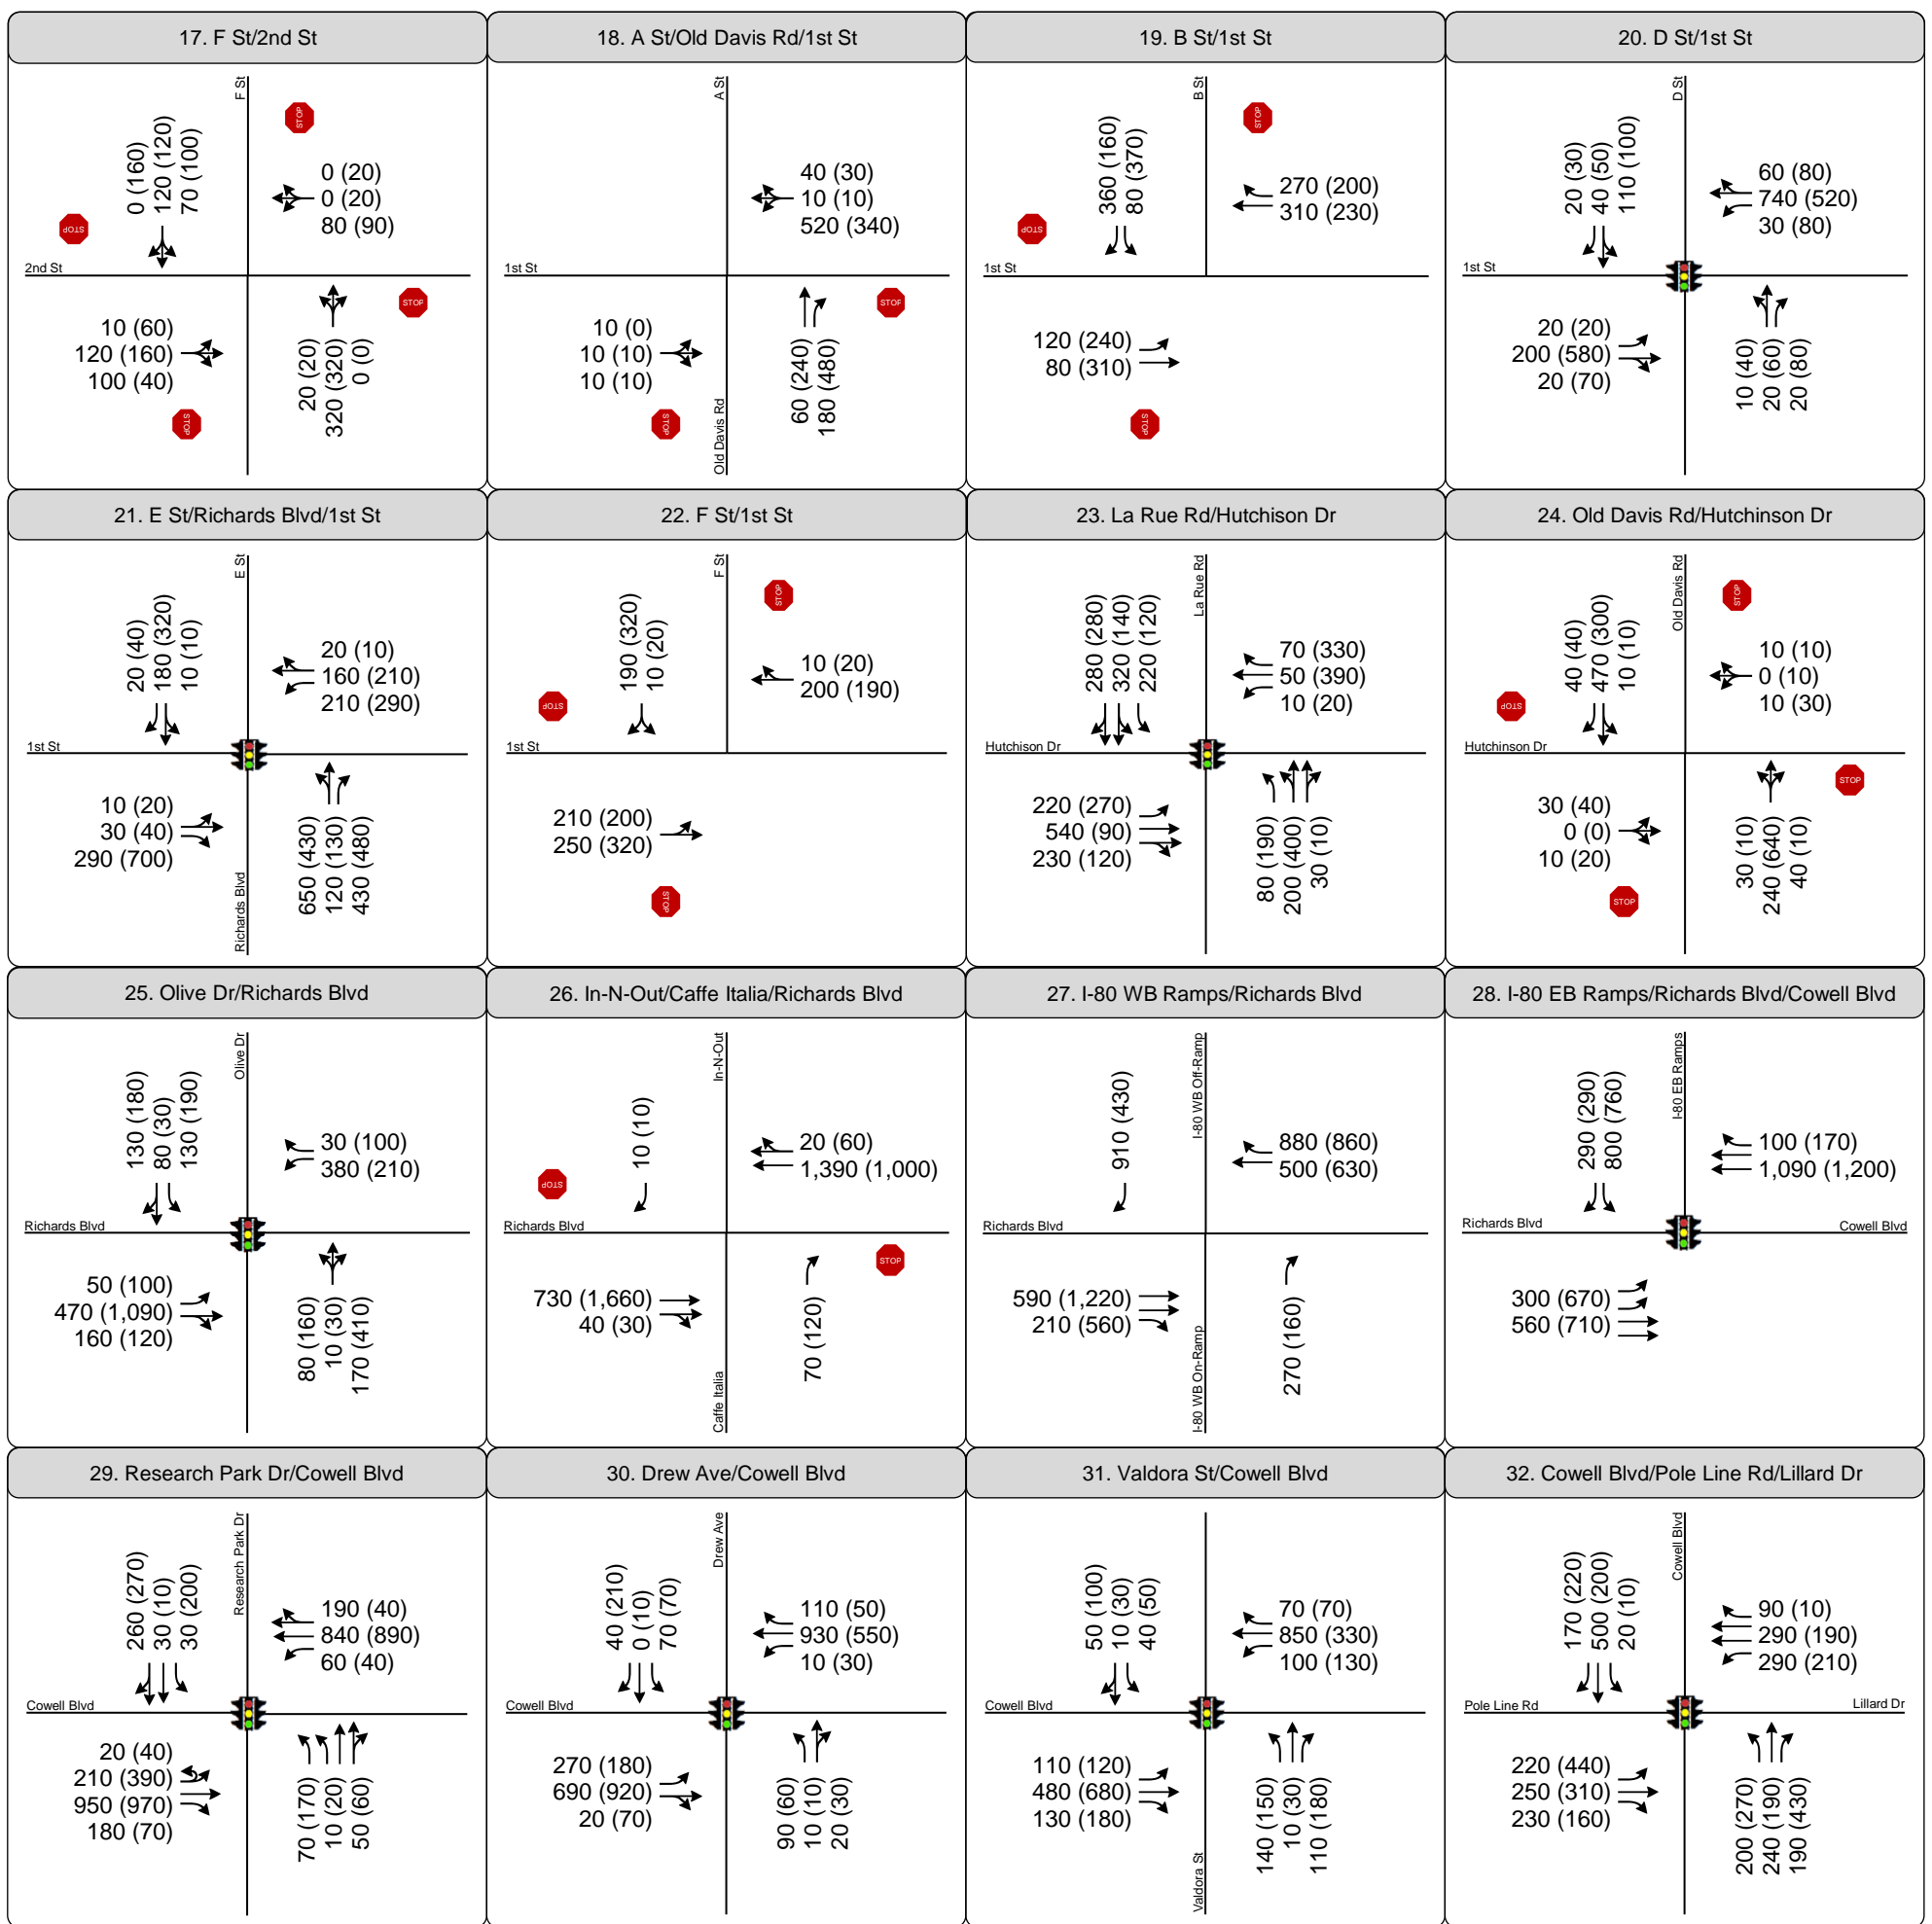 17. F St/2nd St
F St
STOP
0 (160)
120 (120)
70 (100)
0 (20)
0 (20)
80 (90)
STOP
2nd St
STOP
10 (60)
120 (160)
100 (40)
20 (20)
320 (320)
0 (0)
STOP
18. A St/Old Davis Rd/1st St
A St
40 (30)
10 (10)
520 (340)
1st St
STOP
10 (0)
10 (10)
10 (10)
60 (240)
180 (480)
STOP
Old Davis Rd
19. B St/1st St
B St
STOP
360 (160)
80 (370)
270 (200)
310 (230)
STOP
1st St
120 (240)
80 (310)
STOP
20. D St/1st St
D St
20 (30)
40 (50)
110 (100)
60 (80)
740 (520)
30 (80)
1st St
20 (20)
200 (580)
20 (70)
10 (40)
20 (60)
20 (80)
21. E St/Richards Blvd/1st St
E St
20 (40)
180 (320)
10 (10)
20 (10)
160 (210)
210 (290)
1st St
10 (20)
30 (40)
290 (700)
650 (430)
120 (130)
430 (480)
Richards Blvd
22. F St/1st St
F St
STOP
190 (320)
10 (20)
10 (20)
200 (190)
STOP
1st St
210 (200)
250 (320)
STOP
23. La Rue Rd/Hutchison Dr
La Rue Rd
280 (280)
320 (140)
220 (120)
70 (330)
50 (390)
10 (20)
Hutchison Dr
220 (270)
540 (90)
230 (120)
80 (190)
200 (400)
30 (10)
24. Old Davis Rd/Hutchinson Dr
Old Davis Rd
STOP
40 (40)
470 (300)
10 (10)
10 (10)
0 (10)
10 (30)
STOP
Hutchinson Dr
STOP
30 (40)
0 (0)
10 (20)
30 (10)
240 (640)
40 (10)
STOP
25. Olive Dr/Richards Blvd
Olive Dr
130 (180)
80 (30)
130 (190)
30 (100)
380 (210)
Richards Blvd
50 (100)
470 (1,090)
160 (120)
80 (160)
10 (30)
170 (410)
26. In-N-Out/Caffe Italia/Richards Blvd
In-N-Out
10 (10)
20 (60)
1,390 (1,000)
STOP
Richards Blvd
STOP
730 (1,660)
40 (30)
70 (120)
Caffe Italia
27. I-80 WB Ramps/Richards Blvd
I-80 WB Off-Ramp
910 (430)
880 (860)
500 (630)
Richards Blvd
590 (1,220)
210 (560)
270 (160)
I-80 WB On-Ramp
28. I-80 EB Ramps/Richards Blvd/Cowell Blvd
I-80 EB Ramps
290 (290)
800 (760)
100 (170)
1,090 (1,200)
Richards Blvd
Cowell Blvd
300 (670)
560 (710)
29. Research Park Dr/Cowell Blvd
Research Park Dr
260 (270)
30 (10)
30 (200)
190 (40)
840 (890)
60 (40)
Cowell Blvd
20 (40)
210 (390)
950 (970)
180 (70)
70 (170)
10 (20)
50 (60)
30. Drew Ave/Cowell Blvd
Drew Ave
40 (210)
0 (10)
70 (70)
110 (50)
930 (550)
10 (30)
Cowell Blvd
270 (180)
690 (920)
20 (70)
90 (60)
10 (10)
20 (30)
31. Valdora St/Cowell Blvd
50 (100)
10 (30)
40 (50)
70 (70)
850 (330)
100 (130)
Cowell Blvd
110 (120)
480 (680)
130 (180)
140 (150)
10 (30)
110 (180)
Valdora St
32. Cowell Blvd/Pole Line Rd/Lillard Dr
Cowell Blvd
170 (220)
500 (200)
20 (10)
90 (10)
290 (190)
290 (210)
Pole Line Rd
Lillard Dr
220 (440)
250 (310)
230 (160)
200 (270)
240 (190)
190 (430)